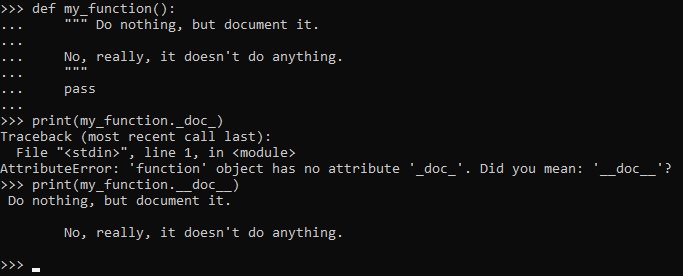 >>> def my_function():
...     """ Do nothing, but document it.
...
...     No, really, it doesn't do anything.
...     """
...     pass
...
>>> print(my_function._doc_)
Traceback (most recent call last):
  File "<stdin>", line 1, in <module>
AttributeError: 'function' object has no attribute '_doc_'. Did you mean: '__doc__'?
>>> print(my_function.__doc__)
 Do nothing, but document it.

        No, really, it doesn't do anything.

>>>